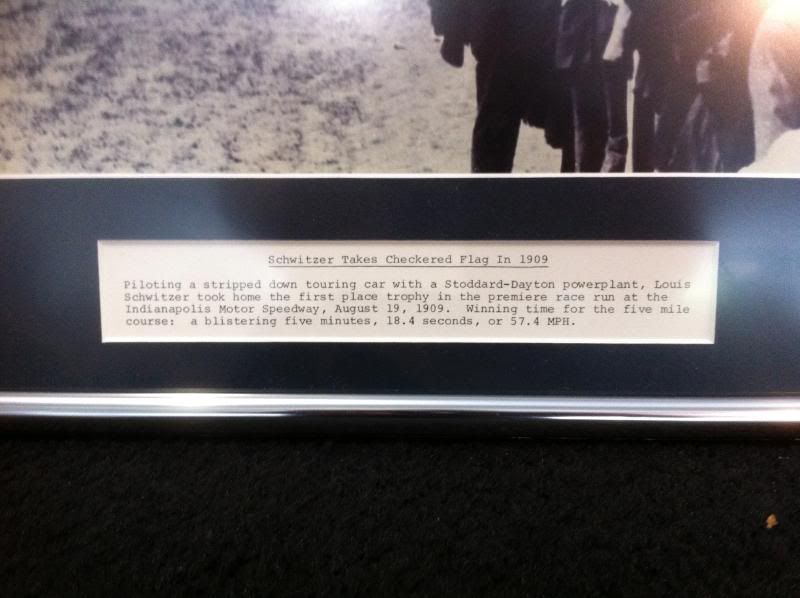 Schwitzer Takes Checkered Flag In 1909
Piloting a stripped down touring car with a Stoddard-Dayton powerplant, Louis
Schwitzer took home the first place trophy in the premiere race run at the
Indianapolis Motor Speedway, August 19, 1909.  Winning time for the five mile
course:  a blistering five minutes, 18.4 seconds, or 57.4 MPH.